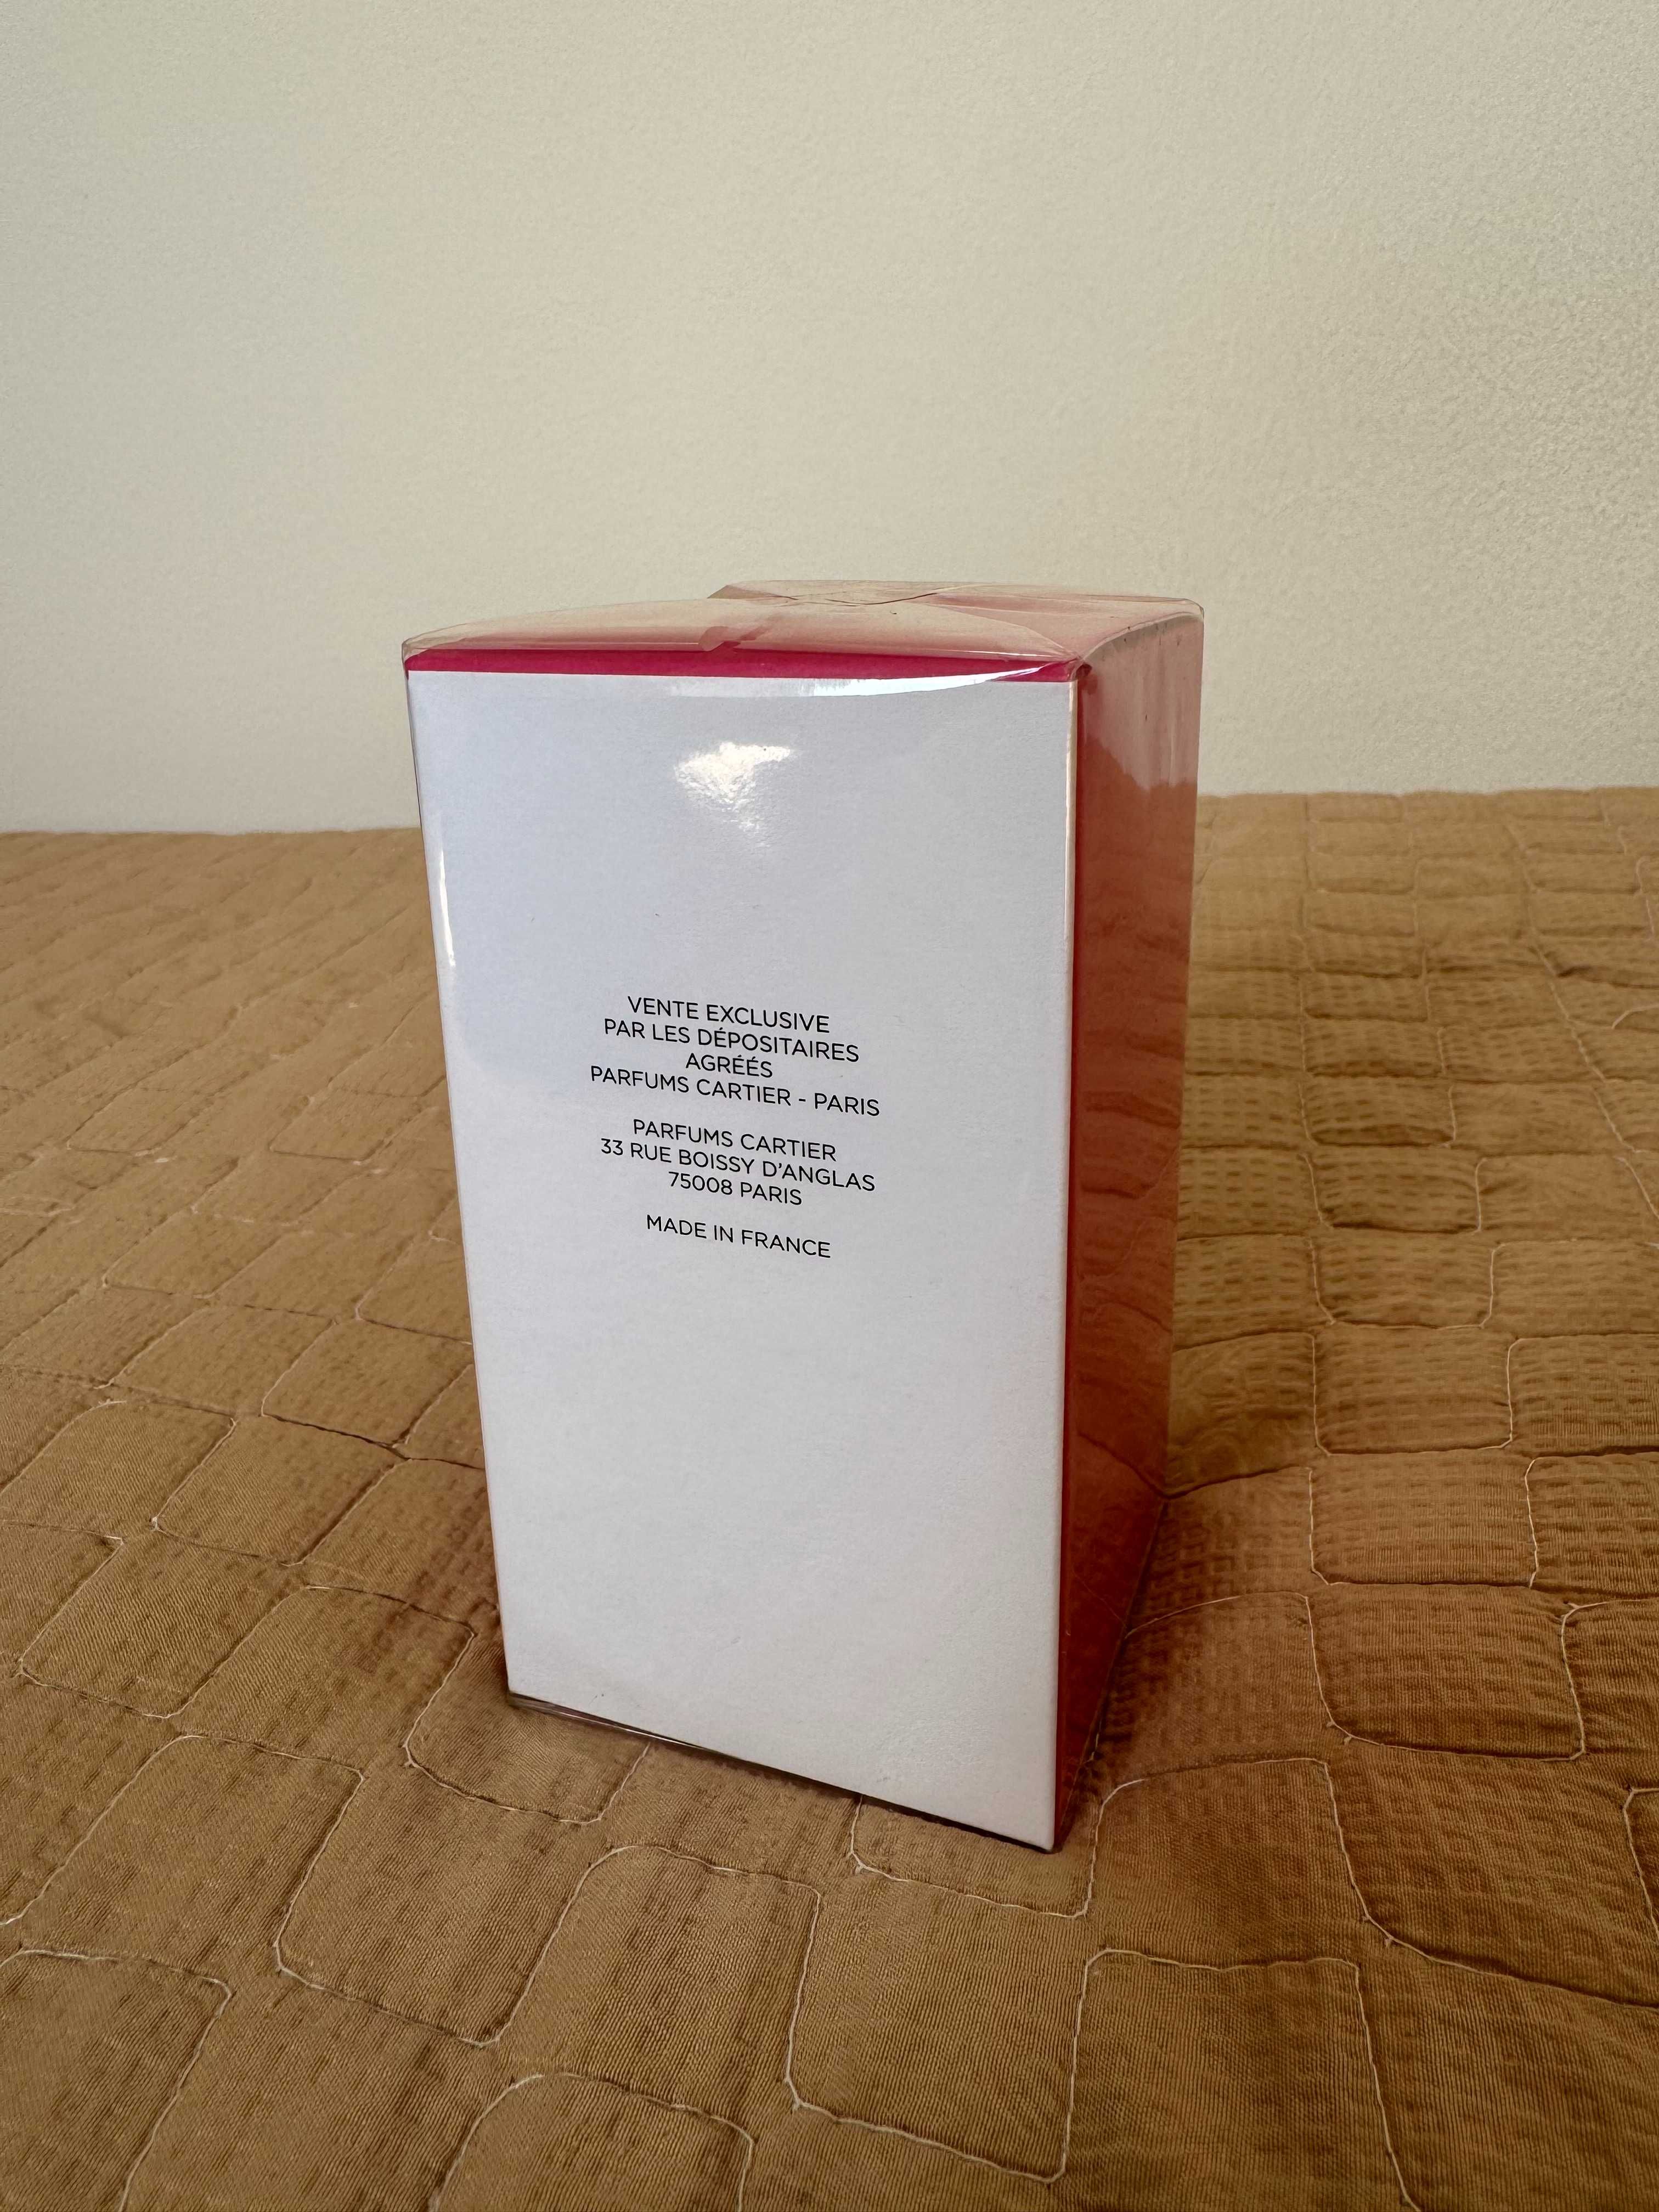 VENTE EXCLUSIVE
PAR LES DÉPOSITAIRES
AGRÉÉS
PARFUMS CARTIER - PARIS
PARFUMS CARTIER
33 RUE BOISSY D'ANGLAS
75008 PARIS
MADE IN FRANCE